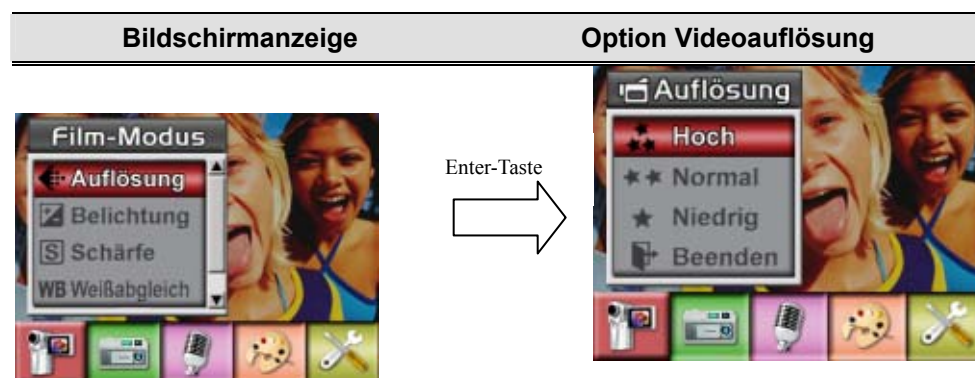 Bildschirmanzeige
Option Videoauflösung
Film-Modus
Auflösung
Belichtung
S Schärfe
WB Weißabgleich
Enter-Taste
Auflösung
Hoch
Normal
Niedrig
Beenden